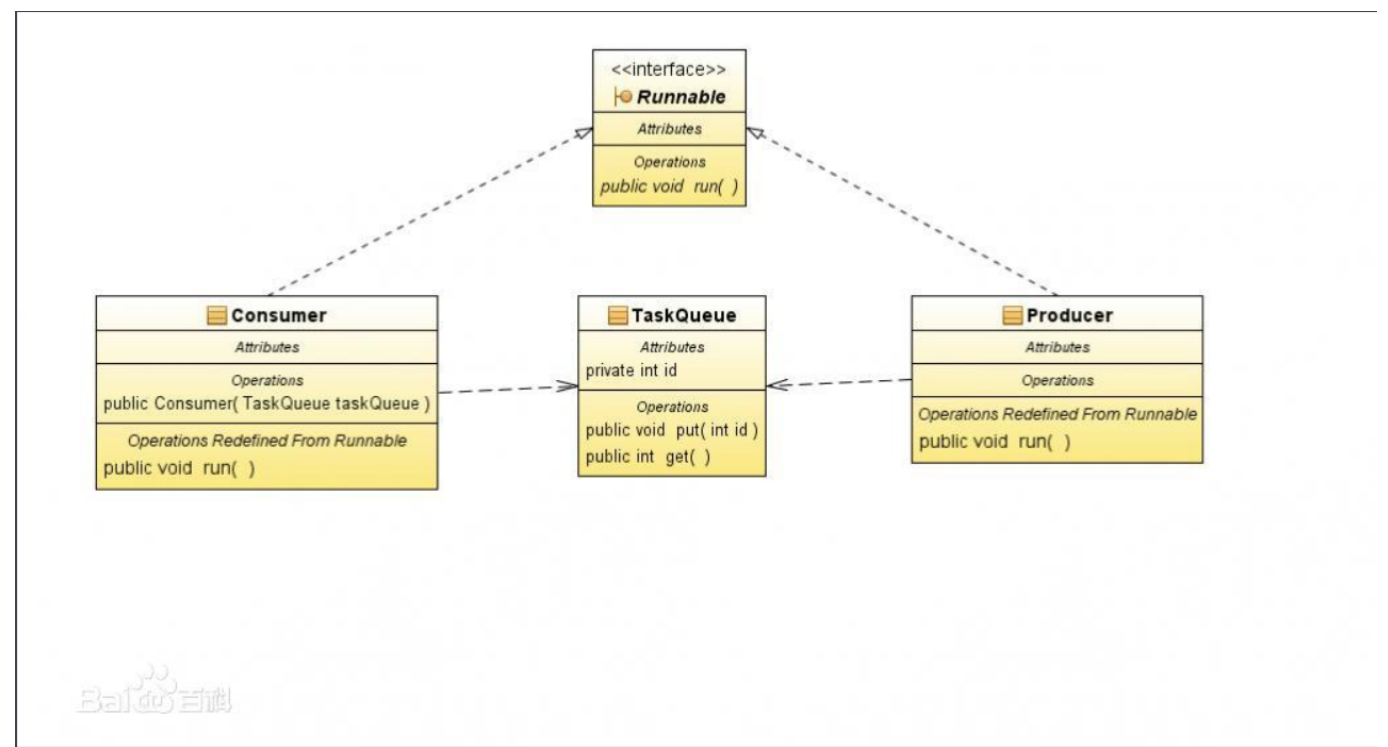 <<interface>>
Runnable
Attributes
Operations
public void run( )
Consumer
Attributes
Operations
public Consumer( TaskQueue taskQueue )
Operations Redefined From Runnable
public void run( )
TaskQueue
Attributes
private int id
Operations
public void put( int id )
public int get( )
Producer
Attributes
Operations
Operations Redefined From Runnable
public void run( )
Bai百科